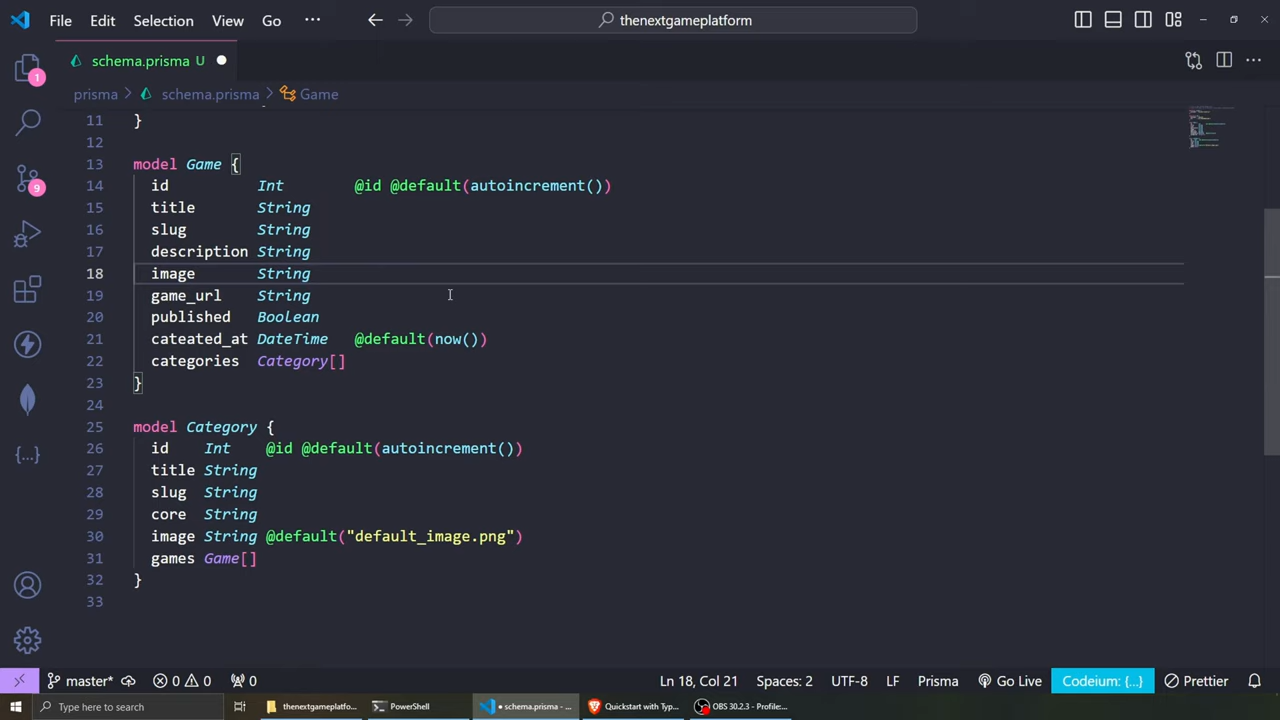 File Edit Selection View Go ··· thenextgameplatform
schema.prisma U
prisma > schema.prisma > Game
11 }
12
13 model Game {
14 id Int @id @default(autoincrement())
15 title String
16 slug String
17 description String
18 image String
19 game_url String
20 published Boolean
21 cateated_at DateTime @default(now())
22 categories Category[]
23 }
24
25 model Category {
26 id Int @id @default(autoincrement())
27 title String
28 slug String
29 core String
30 image String @default("default_image.png")
31 games Game[]
32 }
33
1
9
master* 0 0 0 Ln 18, Col 21 Spaces: 2 UTF-8 LF Prisma Go Live Codeium: {...} Prettier
Type here to search thenextgameplatfo... PowerShell • schema.prisma - ... Quickstart with Typ... OBS 30.2.3 - Profile:...